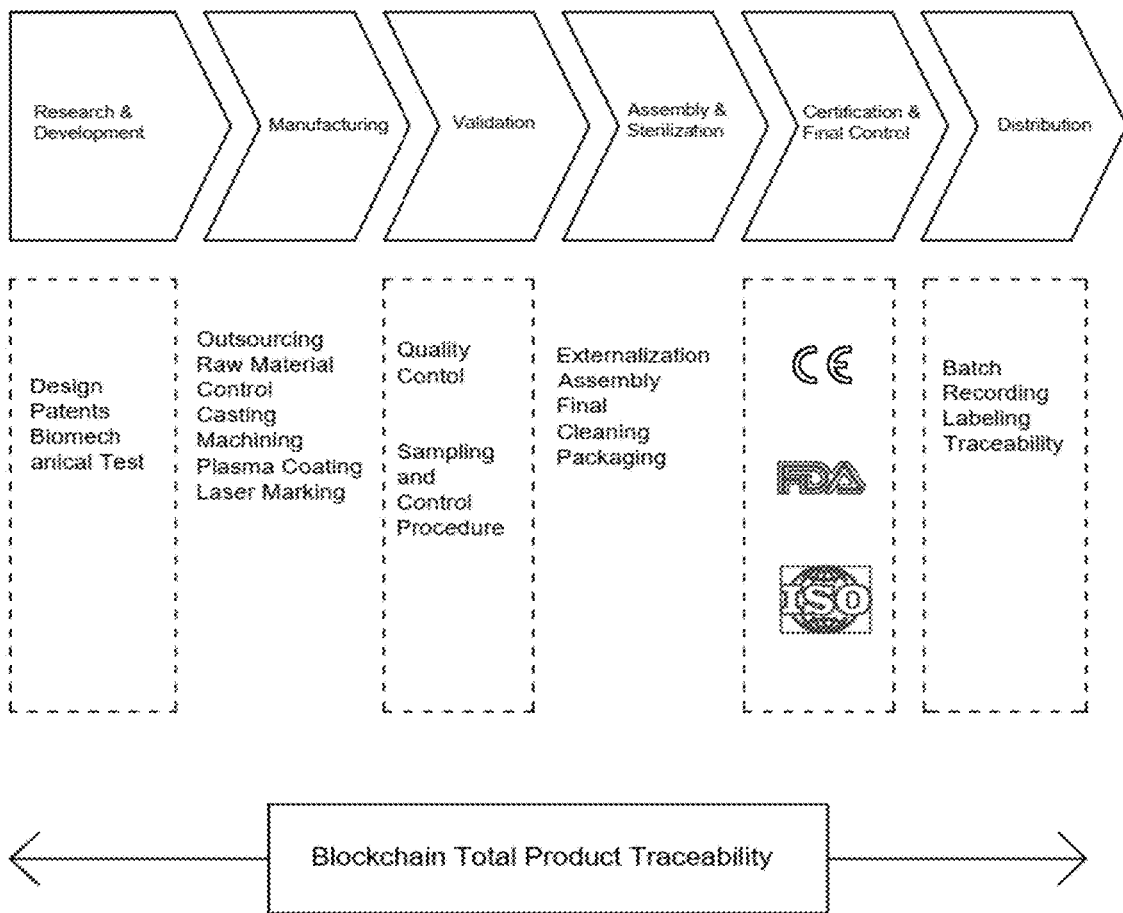 Research &
Development
Manufacturing
Validation
Assembly &
Sterilization
Certification &
Final Control
Distribution
Design
Patents
Biomech
anical Test
Outsourcing
Raw Material
Control
Casting
Machining
Plasma Coating
Laser Marking
Quality
Contol
Sampling
and
Control
Procedure
Externalization
Assembly
Final
Cleaning
Packaging
CE
FDA
ISO
Batch
Recording
Labeling
Traceability
Blockchain Total Product Traceability